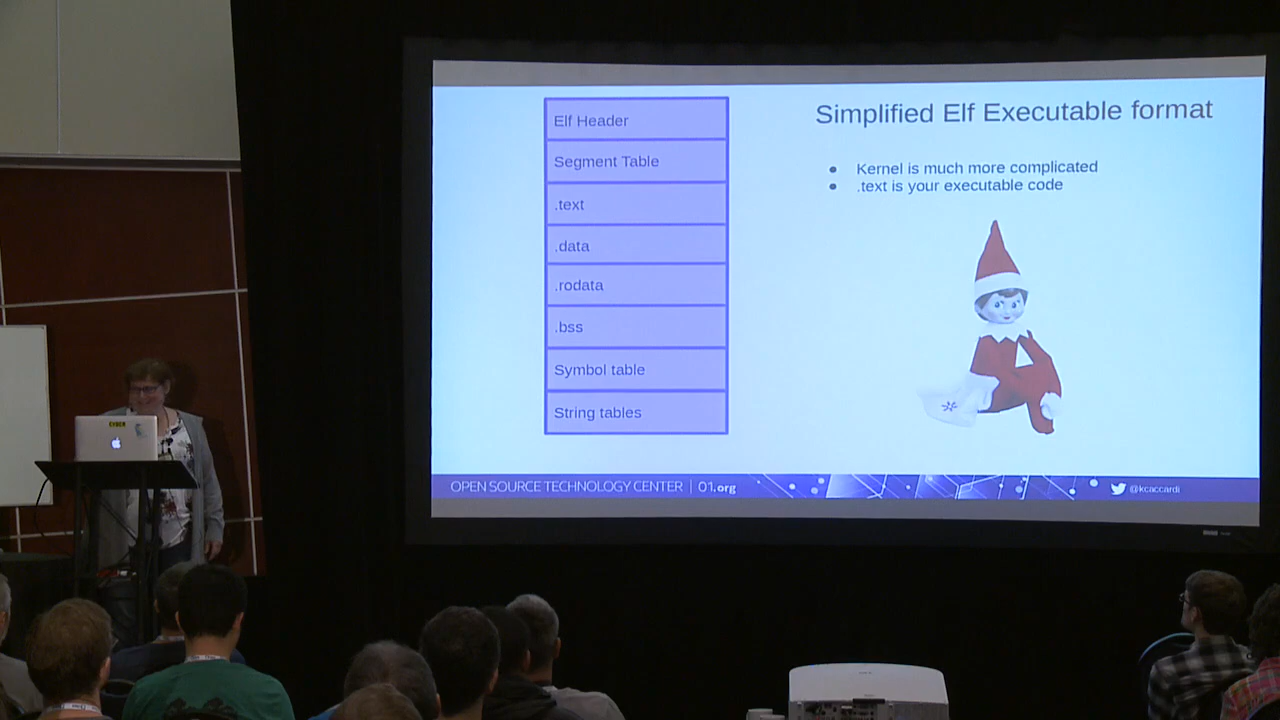 Elf Header
Segment Table
.text
.data
.rodata
.bss
Symbol table
String tables
Simplified Elf Executable format
Kernel is much more complicated
.text is your executable code
OPEN SOURCE TECHNOLOGY CENTER | 01.org
@kcaccardi